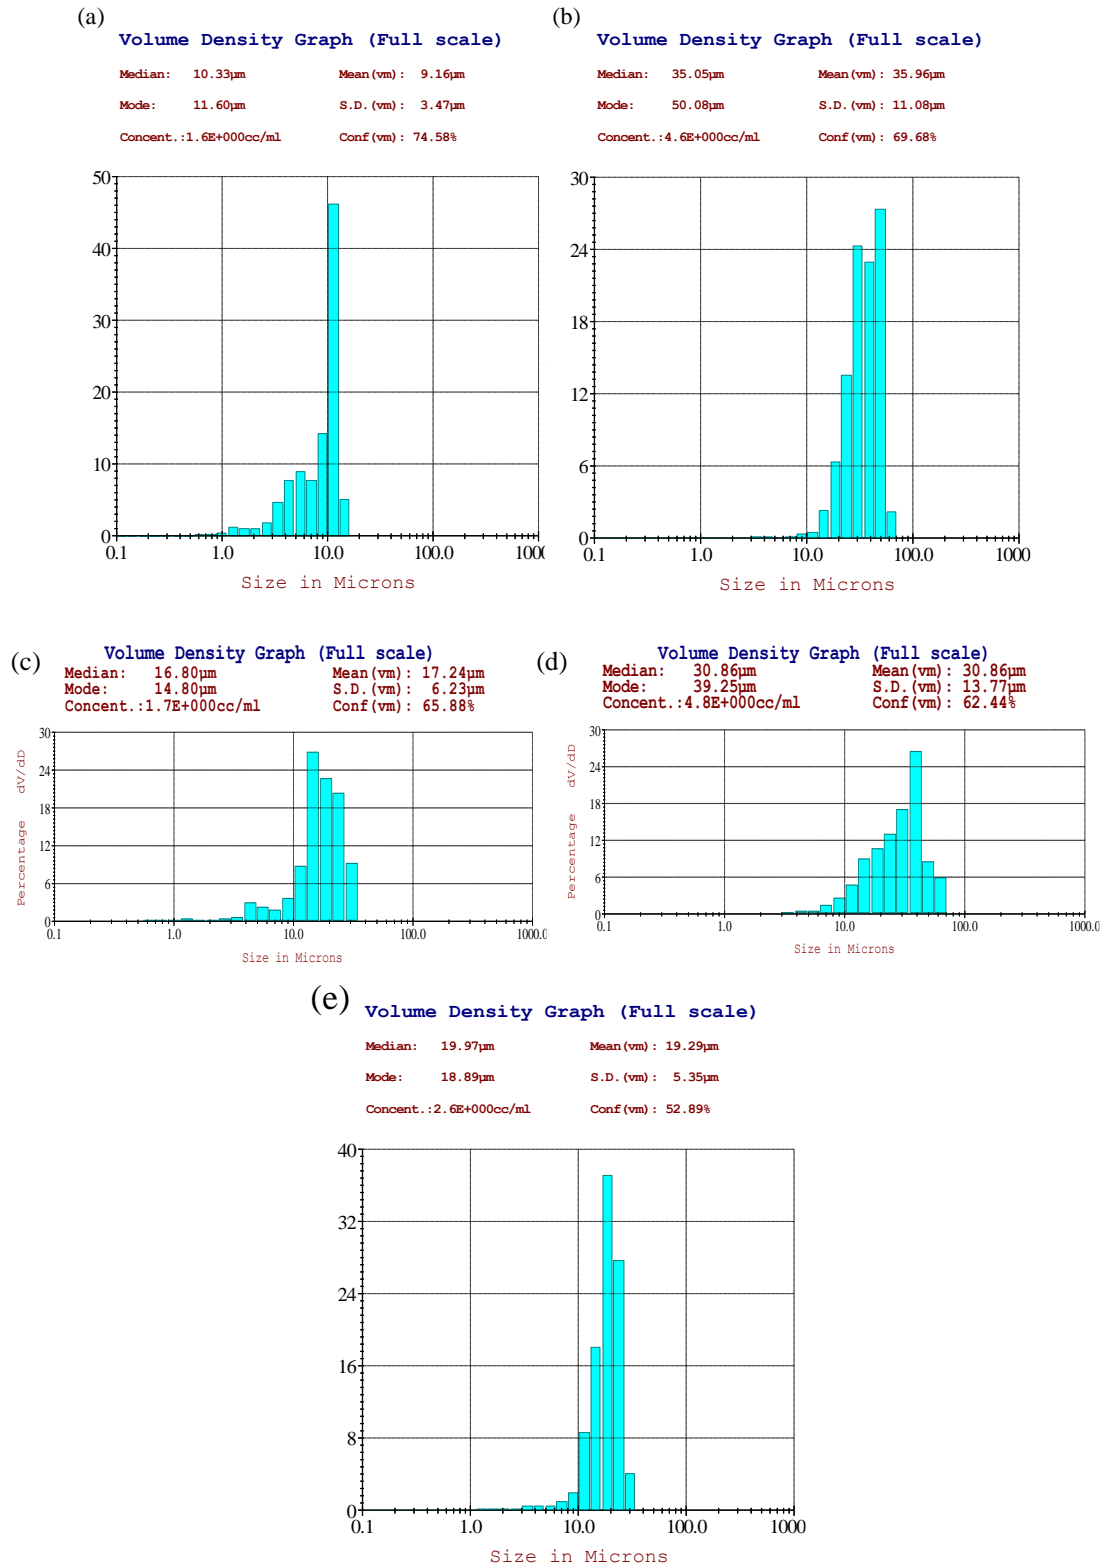 (a)
Volume Density Graph (Full scale)
Median: 10.33µm Mean(vm): 9.16µm
Mode: 11.60µm S.D.(vm): 3.47µm
Concent.:1.6E+000cc/ml Conf(vm): 74.58%
50
40
30
20
10
0
0.1 1.0 10.0 100.0 1000
Size in Microns
(b)
Volume Density Graph (Full scale)
Median: 35.05µm Mean(vm): 35.96µm
Mode: 50.08µm S.D.(vm): 11.08µm
Concent.:4.6E+000cc/ml Conf(vm): 69.68%
30
24
18
12
6
0
0.1 1.0 10.0 100.0 1000
Size in Microns
(c)
Volume Density Graph (Full scale)
Median: 16.80µm Mean(vm): 17.24µm
Mode: 14.80µm S.D.(vm): 6.23µm
Concent.:1.7E+000cc/ml Conf(vm): 65.88%
Percentage dV/dD
30
24
18
12
6
0
0.1 1.0 10.0 100.0 1000.0
Size in Microns
(d)
Volume Density Graph (Full scale)
Median: 30.86µm Mean(vm): 30.86µm
Mode: 39.25µm S.D.(vm): 13.77µm
Concent.:4.8E+000cc/ml Conf(vm): 62.44%
Percentage dV/dD
30
24
18
12
6
0
0.1 1.0 10.0 100.0 1000.0
Size in Microns
(e)
Volume Density Graph (Full scale)
Median: 19.97µm Mean(vm): 19.29µm
Mode: 18.89µm S.D.(vm): 5.35µm
Concent.:2.6E+000cc/ml Conf(vm): 52.89%
40
32
24
16
8
0
0.1 1.0 10.0 100.0 1000
Size in Microns